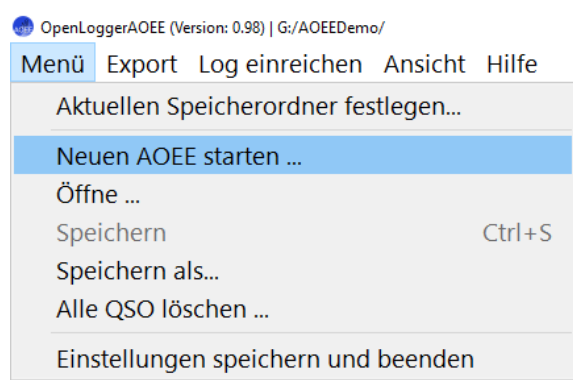 OpenLoggerAOEE (Version: 0.98) | G:/AOEEDemo/
Menü Export Log einreichen Ansicht Hilfe
Aktuellen Speicherordner festlegen...
Neuen AOEE starten ...
Öffne ...
Speichern Ctrl+S
Speichern als...
Alle QSO löschen ...
Einstellungen speichern und beenden